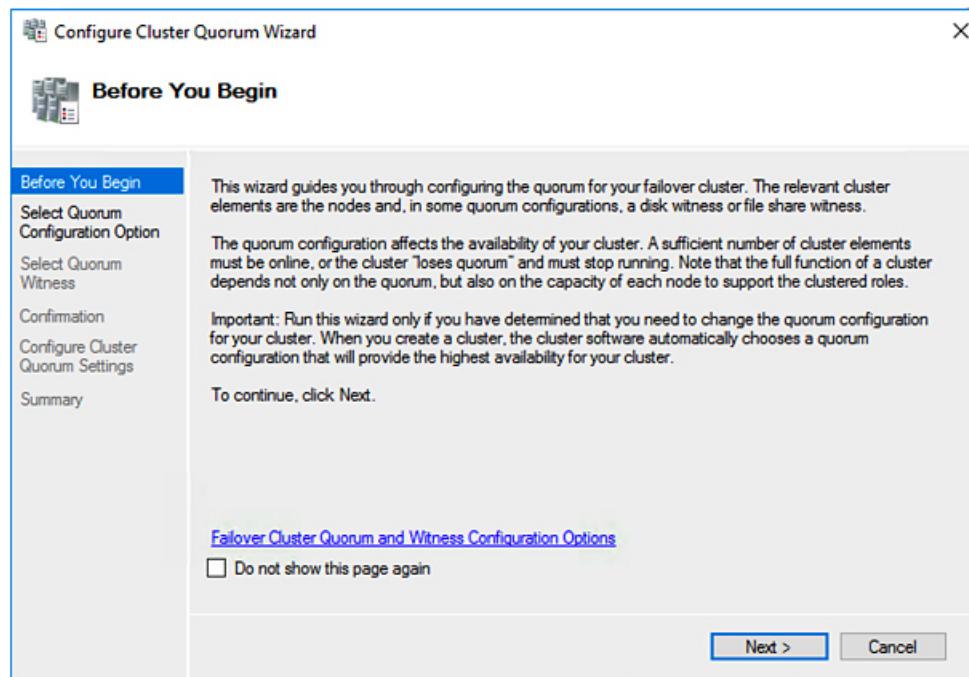 Configure Cluster Quorum Wizard
Before You Begin
Before You Begin
Select Quorum
Configuration Option
Select Quorum
Witness
Confirmation
Configure Cluster
Quorum Settings
Summary
This wizard guides you through configuring the quorum for your failover cluster. The relevant cluster
elements are the nodes and, in some quorum configurations, a disk witness or file share witness.
The quorum configuration affects the availability of your cluster. A sufficient number of cluster elements
must be online, or the cluster "loses quorum" and must stop running. Note that the full function of a cluster
depends not only on the quorum, but also on the capacity of each node to support the clustered roles.
Important: Run this wizard only if you have determined that you need to change the quorum configuration
for your cluster. When you create a cluster, the cluster software automatically chooses a quorum
configuration that will provide the highest availability for your cluster.
To continue, click Next.
Failover Cluster Quorum and Witness Configuration Options
Do not show this page again
Next >
Cancel